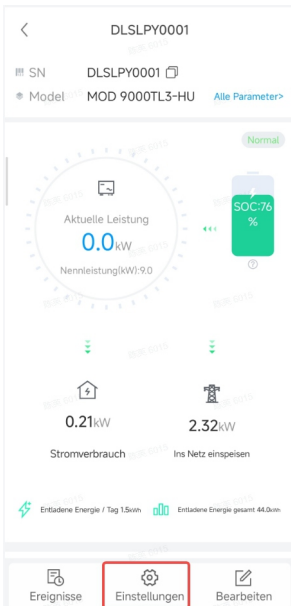 DLSLPY0001
SN DLSLPY0001
Model MOD 9000TL3-HU Alle Parameter>
Normal
Aktuelle Leistung
0.0kW
Nennleistung(kW):9.0
SOC:76
%
0.21kW
2.32kW
Stromverbrauch
Ins Netz einspeisen
Entladene Energie / Tag 1.5kWh
Entladene Energie gesamt 44.0kWh
Ereignisse
Einstellungen
Bearbeiten